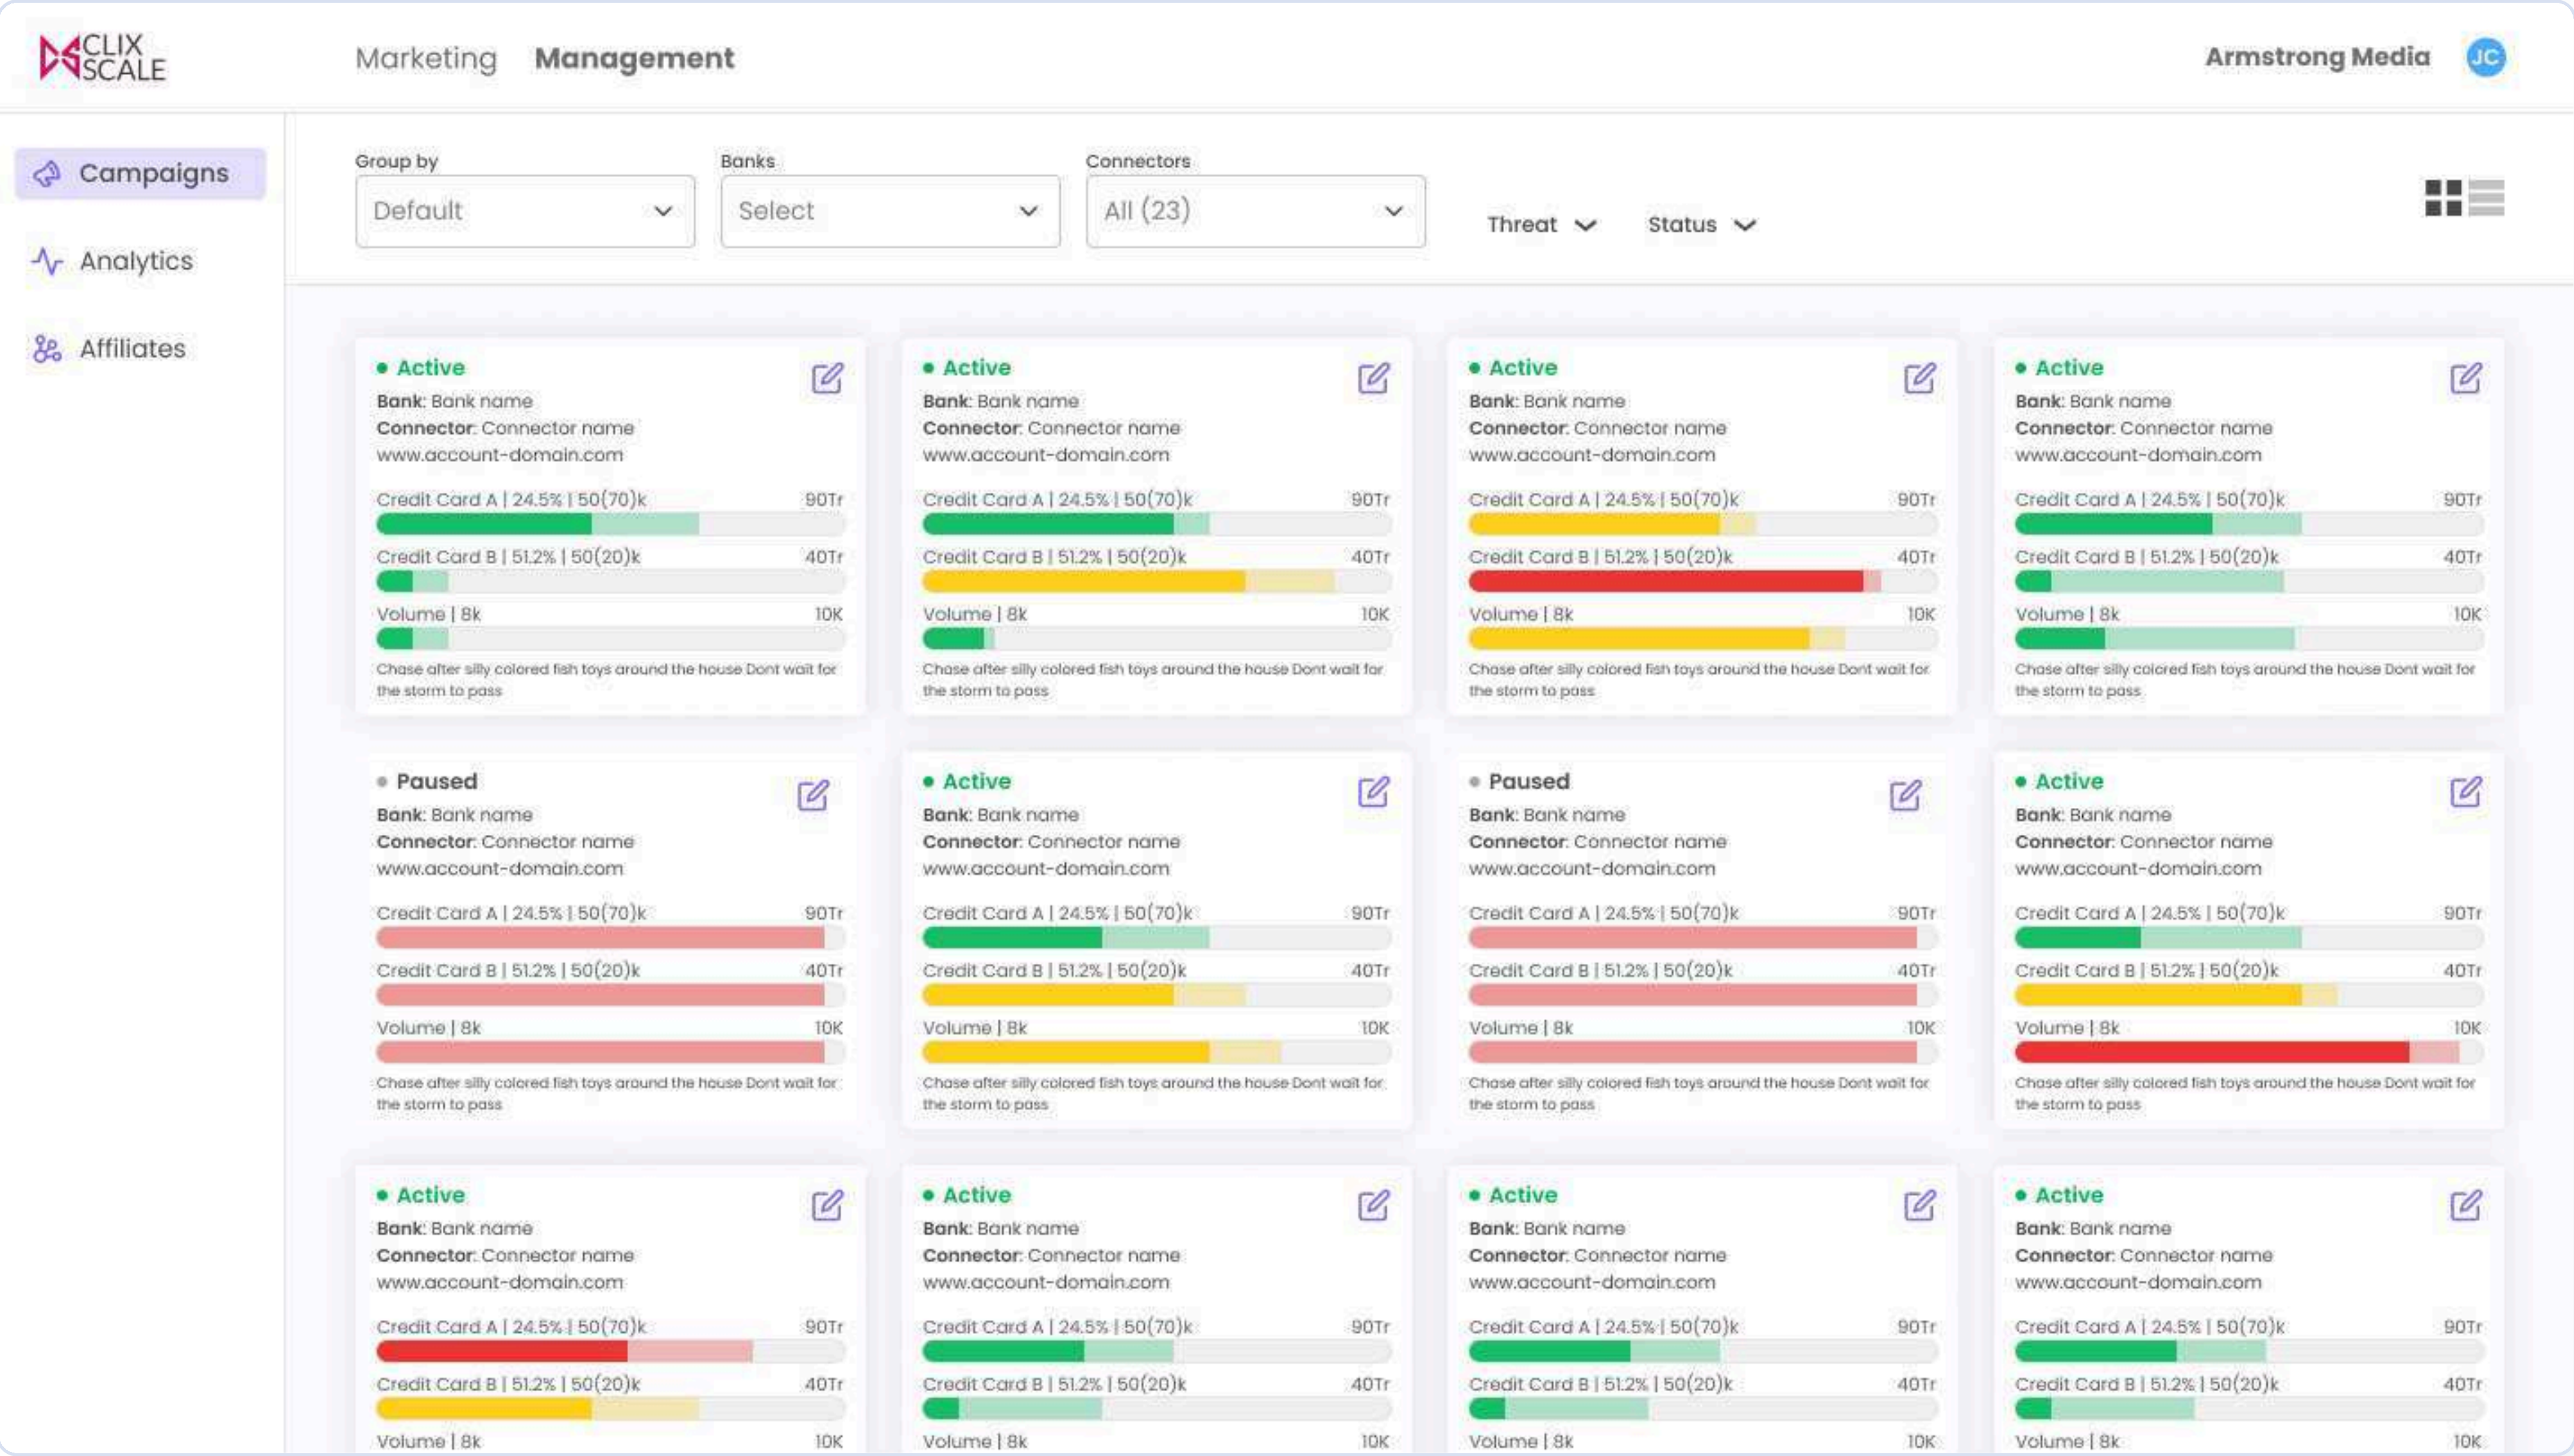 CLIX
SCALE
Marketing Management
Armstrong Media JC
Campaigns
Analytics
Affiliates
Group by
Default
Banks
Select
Connectors
All (23)
Threat
Status
Active
Bank: Bank name
Connector: Connector name
www.account-domain.com
Credit Card A | 24.5% | 50(70)k 90Tr
Credit Card B | 51.2% | 50(20)k 40Tr
Volume | 8k 10K
Chase after silly colored fish toys around the house Dont wait for
the storm to pass
Active
Bank: Bank name
Connector: Connector name
www.account-domain.com
Credit Card A | 24.5% | 50(70)k 90Tr
Credit Card B | 51.2% | 50(20)k 40Tr
Volume | 8k 10K
Chase after silly colored fish toys around the house Dont wait for
the storm to pass
Active
Bank: Bank name
Connector: Connector name
www.account-domain.com
Credit Card A | 24.5% | 50(70)k 90Tr
Credit Card B | 51.2% | 50(20)k 40Tr
Volume | 8k 10K
Chase after silly colored fish toys around the house Dont wait for
the storm to pass
Active
Bank: Bank name
Connector: Connector name
www.account-domain.com
Credit Card A | 24.5% | 50(70)k 90Tr
Credit Card B | 51.2% | 50(20)k 40Tr
Volume | 8k 10K
Chase after silly colored fish toys around the house Dont wait for
the storm to pass
Paused
Bank: Bank name
Connector: Connector name
www.account-domain.com
Credit Card A | 24.5% | 50(70)k 90Tr
Credit Card B | 51.2% | 50(20)k 40Tr
Volume | 8k 10K
Chase after silly colored fish toys around the house Dont wait for
the storm to pass
Active
Bank: Bank name
Connector: Connector name
www.account-domain.com
Credit Card A | 24.5% | 50(70)k 90Tr
Credit Card B | 51.2% | 50(20)k 40Tr
Volume | 8k 10K
Chase after silly colored fish toys around the house Dont wait for
the storm to pass
Paused
Bank: Bank name
Connector: Connector name
www.account-domain.com
Credit Card A | 24.5% | 50(70)k 90Tr
Credit Card B | 51.2% | 50(20)k 40Tr
Volume | 8k 10K
Chase after silly colored fish toys around the house Dont wait for
the storm to pass
Active
Bank: Bank name
Connector: Connector name
www.account-domain.com
Credit Card A | 24.5% | 50(70)k 90Tr
Credit Card B | 51.2% | 50(20)k 40Tr
Volume | 8k 10K
Chase after silly colored fish toys around the house Dont wait for
the storm to pass
Active
Bank: Bank name
Connector: Connector name
www.account-domain.com
Credit Card A | 24.5% | 50(70)k 90Tr
Credit Card B | 51.2% | 50(20)k 40Tr
Volume | 8k 10K
Active
Bank: Bank name
Connector: Connector name
www.account-domain.com
Credit Card A | 24.5% | 50(70)k 90Tr
Credit Card B | 51.2% | 50(20)k 40Tr
Volume | 8k 10K
Active
Bank: Bank name
Connector: Connector name
www.account-domain.com
Credit Card A | 24.5% | 50(70)k 90Tr
Credit Card B | 51.2% | 50(20)k 40Tr
Volume | 8k 10K
Active
Bank: Bank name
Connector: Connector name
www.account-domain.com
Credit Card A | 24.5% | 50(70)k 90Tr
Credit Card B | 51.2% | 50(20)k 40Tr
Volume | 8k 10K